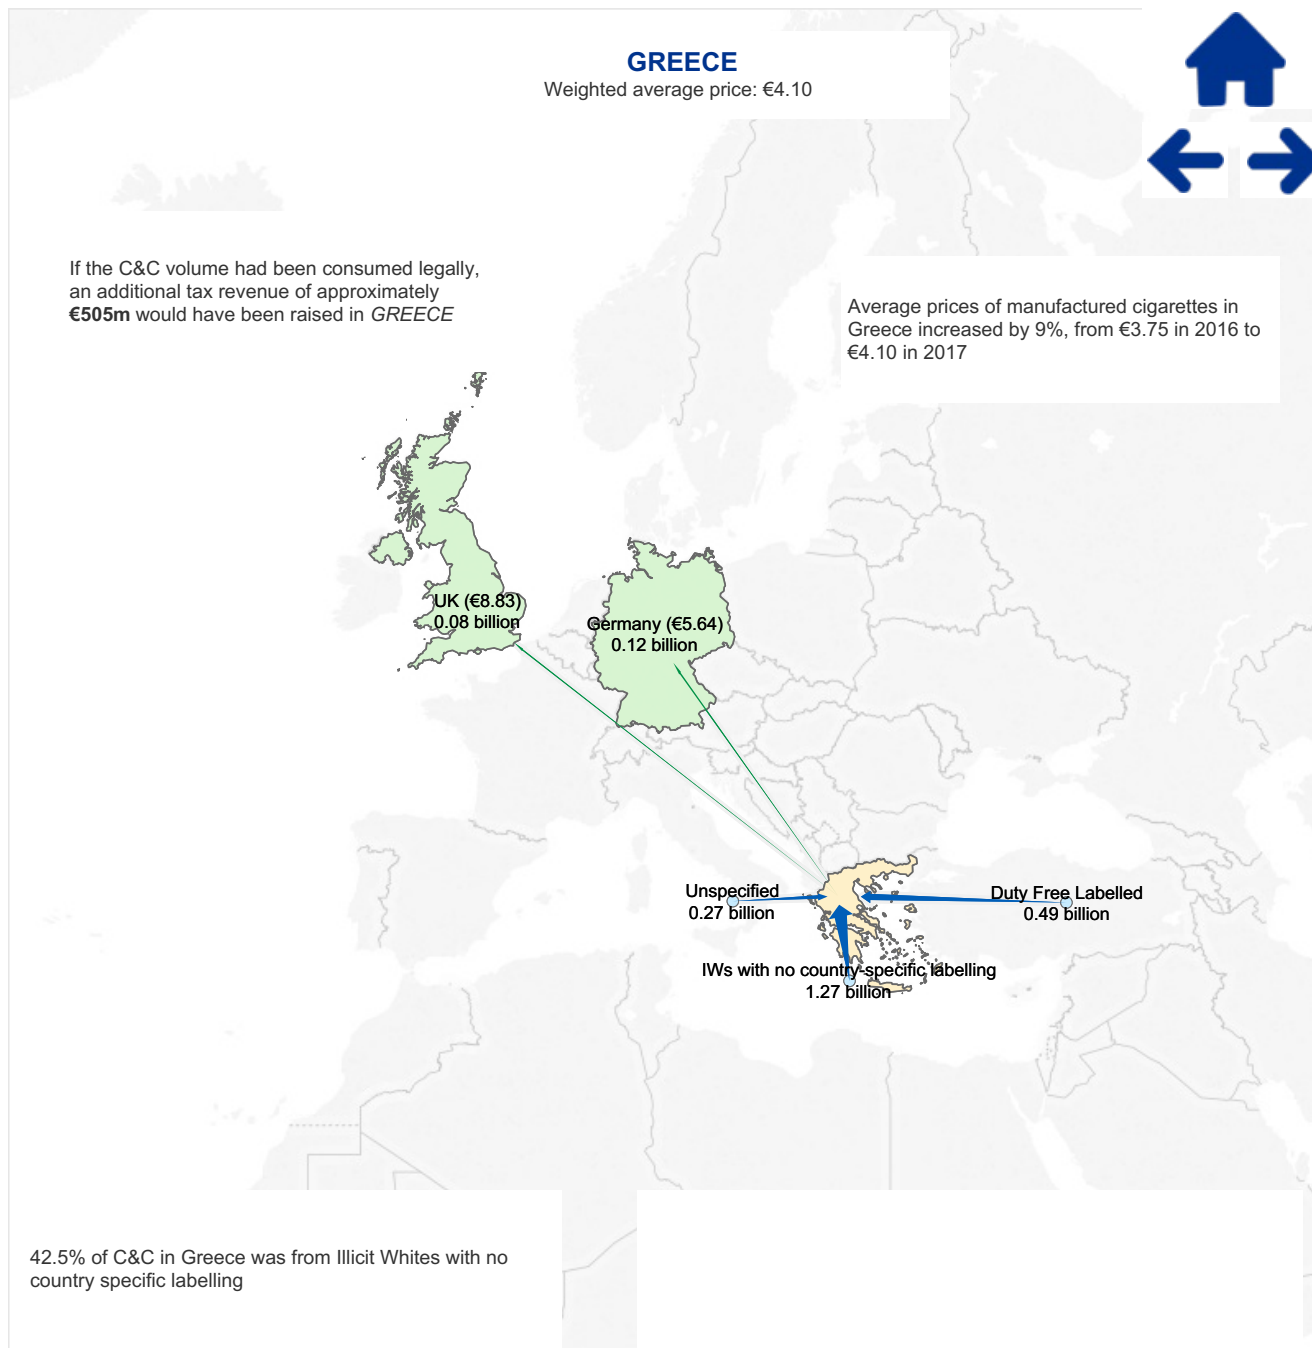 GREECE
Weighted average price: €4.10
If the C&C volume had been consumed legally,
an additional tax revenue of approximately
€505m would have been raised in GREECE
Average prices of manufactured cigarettes in
Greece increased by 9%, from €3.75 in 2016 to
€4.10 in 2017
UK (€8.83)
0.08 billion
Germany (€5.64)
0.12 billion
Unspecified
0.27 billion
Duty Free Labelled
0.49 billion
IWs with no country-specific labelling
1.27 billion
42.5% of C&C in Greece was from Illicit Whites with no
country specific labelling